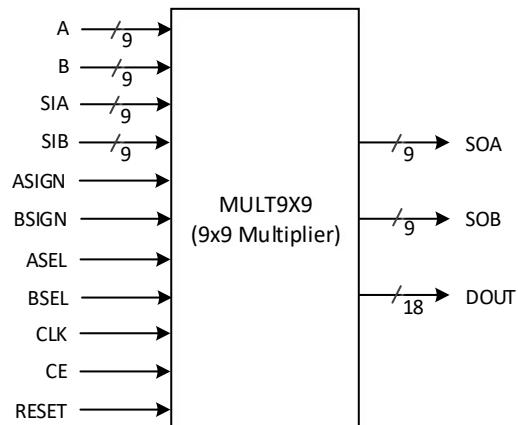 A
9
B
9
SIA
9
SIB
9
ASIGN
BSIGN
ASEL
BSEL
CLK
CE
RESET
MULT9X9
(9x9 Multiplier)
9
SOA
9
SOB
18
DOUT